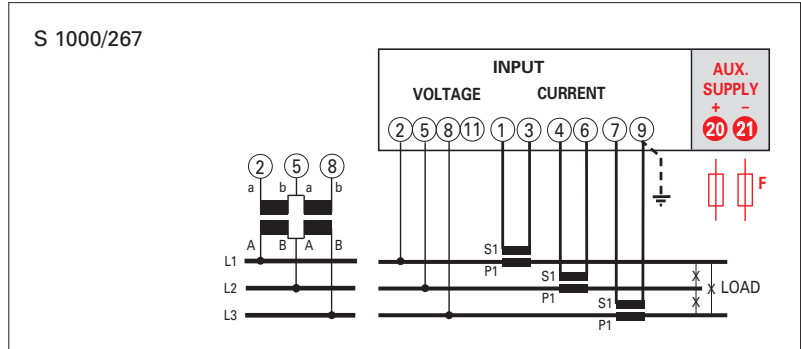 S 1000/267
INPUT
AUX.
SUPPLY
VOLTAGE CURRENT
+ –
2 5 8 11 1 3 4 6 7 9 20 21
2 5 8
a b a b
F
A B A B
S1
L1
P1
S1
L2
LOAD
P1
S1
L3
P1
X
X
X